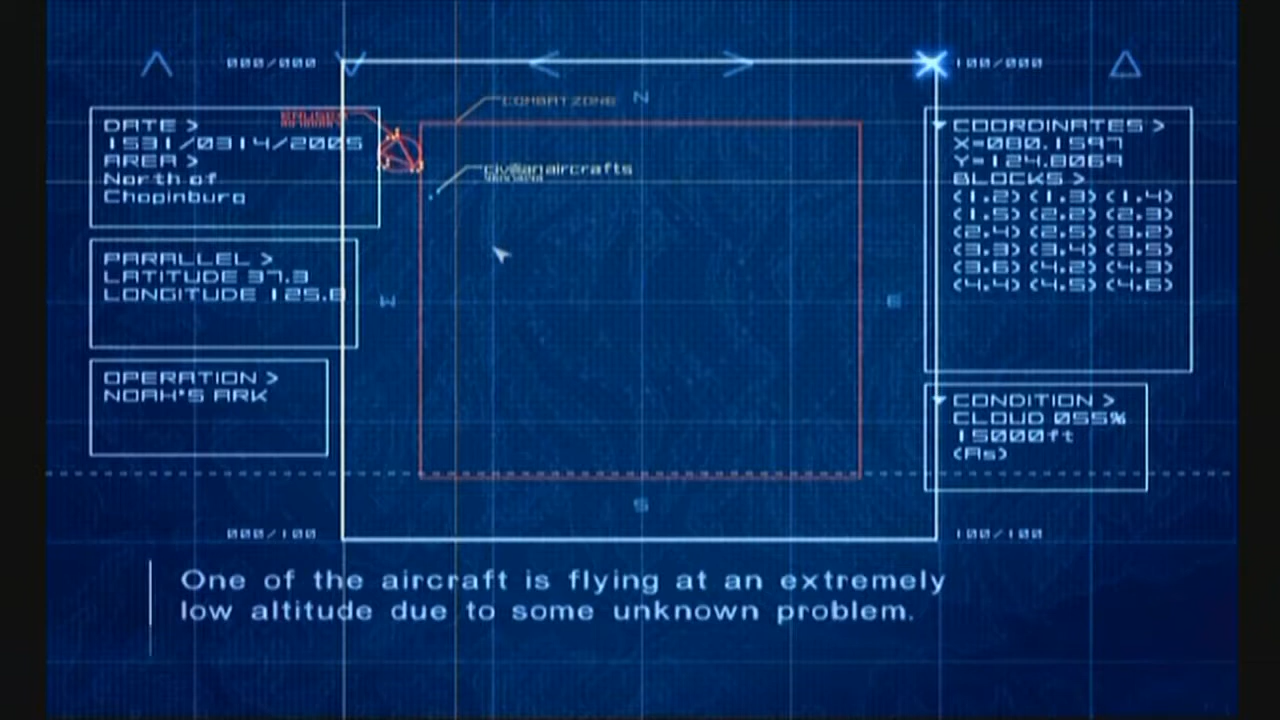 000/000
100/000
N
COMBAT ZONE
DATE >
1531/0314/2005
AREA >
North of
Chopinburg
civilianaircrafts
COORDINATES >
X=080.1597
Y=124.8069
BLOCKS >
(1.2) (1.3) (1.4)
(1.5) (2.2) (2.3)
(2.4) (2.5) (3.2)
(3.3) (3.4) (3.5)
(3.6) (4.2) (4.3)
(4.4) (4.5) (4.6)
PARALLEL >
LATITUDE 37.3
LONGITUDE 125.8
W
E
OPERATION >
NOAH'S ARK
CONDITION >
CLOUD 055%
15000ft
(As)
S
000/100
100/100
One of the aircraft is flying at an extremely
low altitude due to some unknown problem.